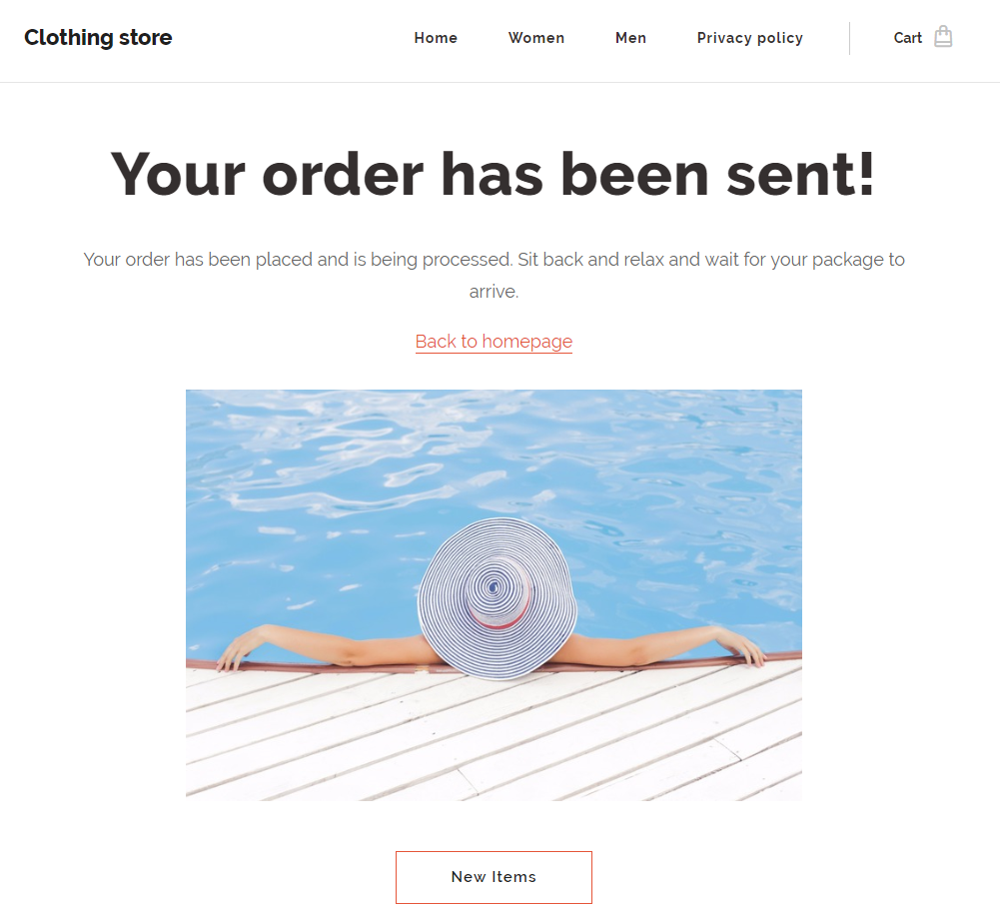 Clothing store
Home Women Men Privacy policy Cart
Your order has been sent!
Your order has been placed and is being processed. Sit back and relax and wait for your package to
arrive.
Back to homepage
New Items